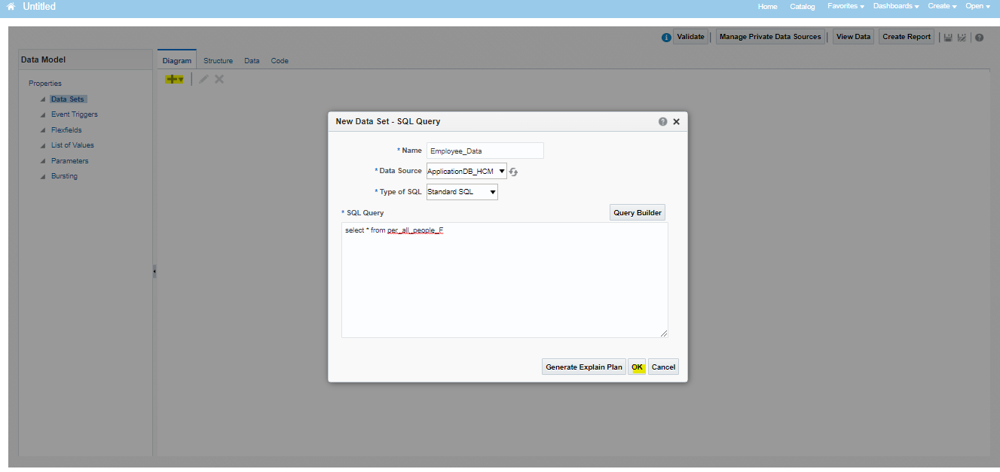 Untitled
Home Catalog Favorites Dashboards Create Open
Validate Manage Private Data Sources View Data Create Report
Data Model
Diagram Structure Data Code
Properties
Data Sets
Event Triggers
Flexfields
List of Values
Parameters
Bursting
New Data Set - SQL Query
* Name Employee_Data
* Data Source ApplicationDB_HCM
* Type of SQL Standard SQL
* SQL Query Query Builder
select * from per_all_people_F
Generate Explain Plan OK Cancel